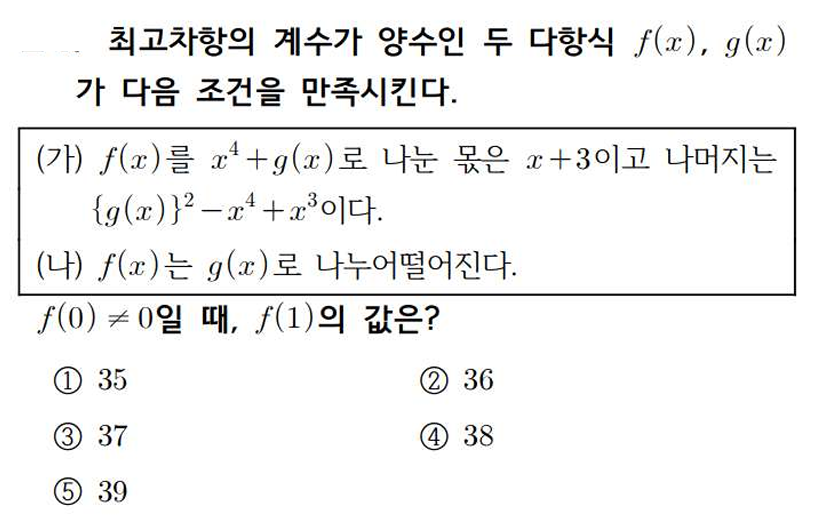 최고차항의 계수가 양수인 두 다항식 f(x), g(x)
가 다음 조건을 만족시킨다.
(가) f(x)를 x⁴+g(x)로 나눈 몫은 x+3이고 나머지는
{g(x)}²−x⁴+x³이다.
(나) f(x)는 g(x)로 나누어떨어진다.
f(0)≠0일 때, f(1)의 값은?
① 35 ② 36
③ 37 ④ 38
⑤ 39